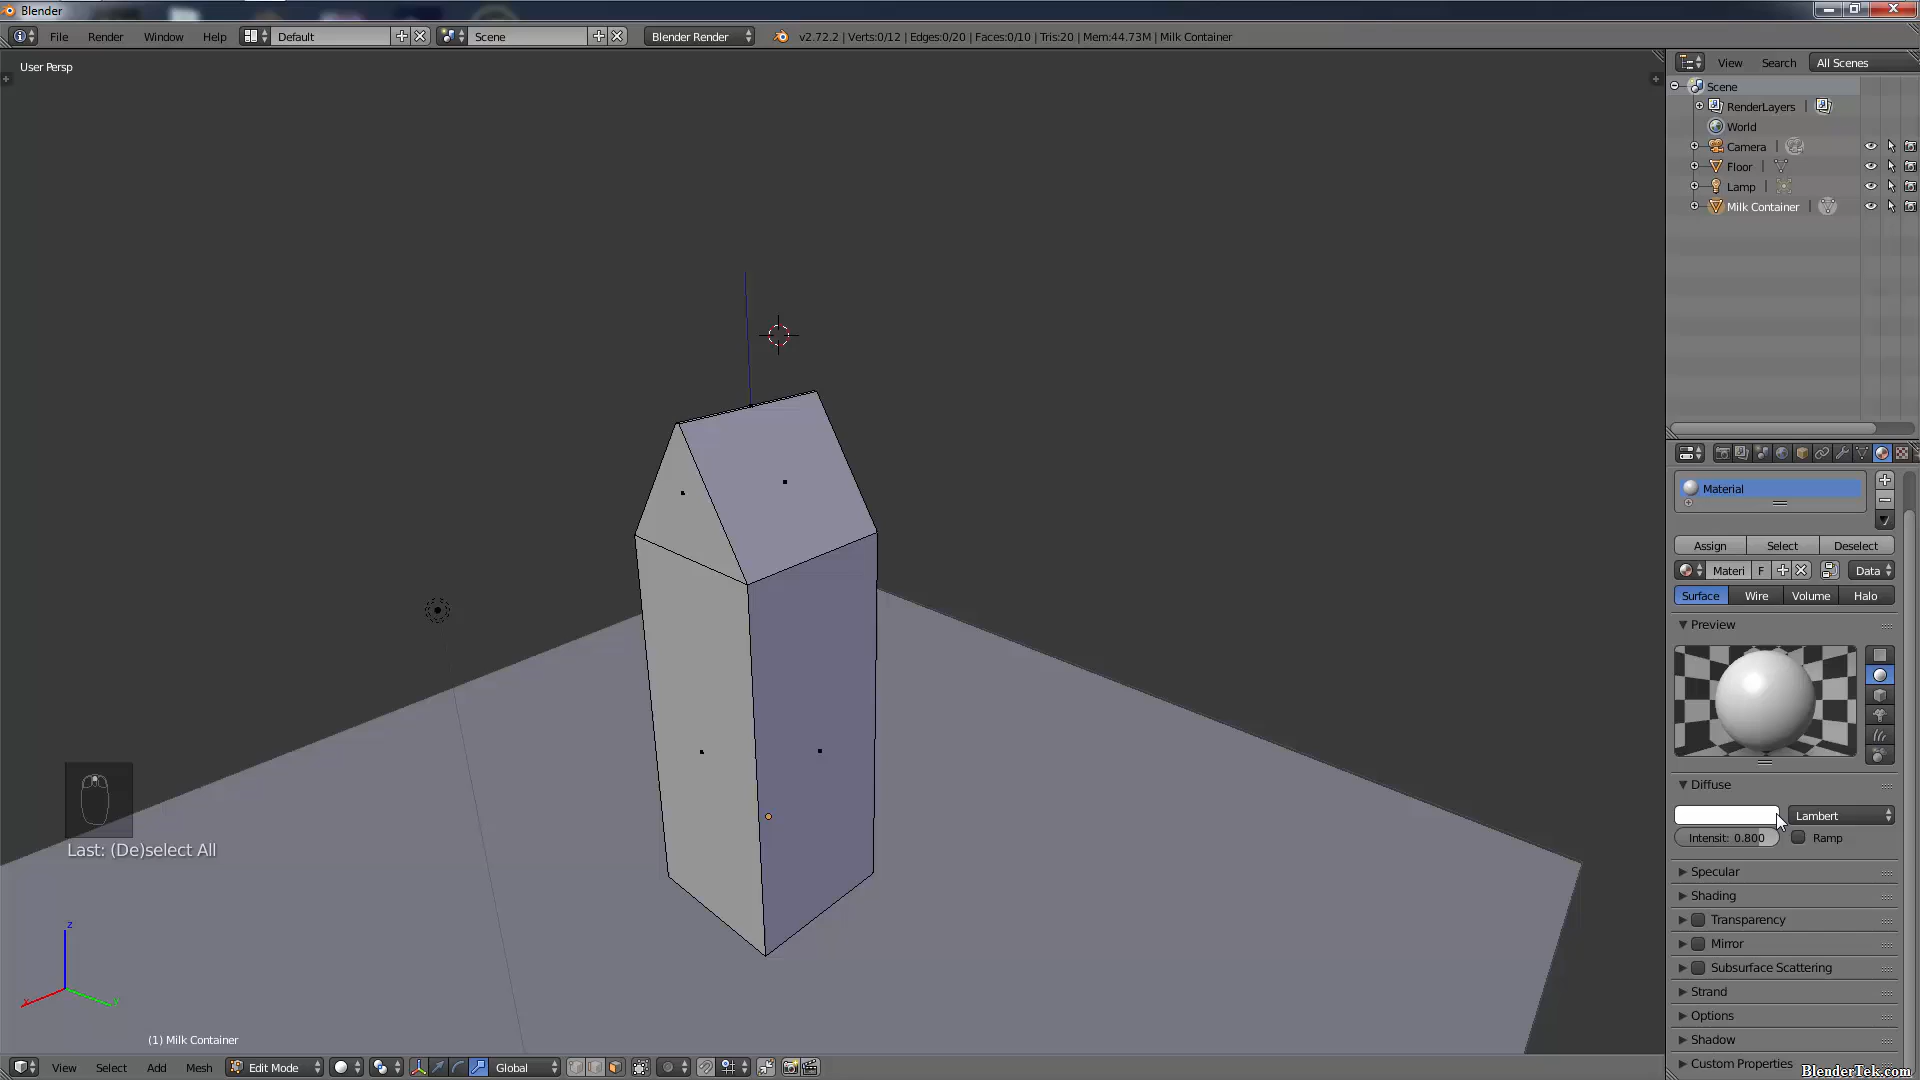 Blender
File Render Window Help Default Scene Blender Render v2.72.2 | Verts:0/12 | Edges:0/20 | Faces:0/10 | Tris:20 | Mem:44.73M | Milk Container
User Persp
View Search All Scenes
Scene
RenderLayers
World
Camera
Floor
Lamp
Milk Container
Material
Assign Select Deselect
Materi F Data
Surface Wire Volume Halo
Preview
Diffuse
Lambert
Intensit: 0.800 Ramp
Specular
Shading
Transparency
Mirror
Subsurface Scattering
Strand
Options
Shadow
Custom Properties
Last: (De)select All
z
x
y
(1) Milk Container
View Select Add Mesh Edit Mode Global
BlenderTek.com